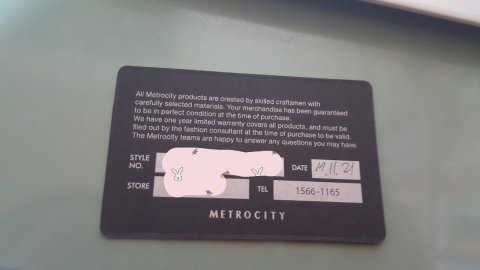 All Metrocity products are created by skilled craftsmen with
carefully selected materials. Your merchandise has been guaranteed
to be in perfect condition at the time of purchase.
We have one year limited warranty covers all products, and must be
filled out by the fashion consultant at the time of purchase to be valid.
The Metrocity teams are happy to answer any questions you may have.
STYLE NO. DATE 19.11.21
STORE TEL 1566-1165
METROCITY